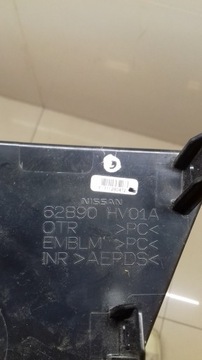 NISSAN
62B90 HV01A
OTR >PC<
EMBLM >PC<
INR >AEPDS<